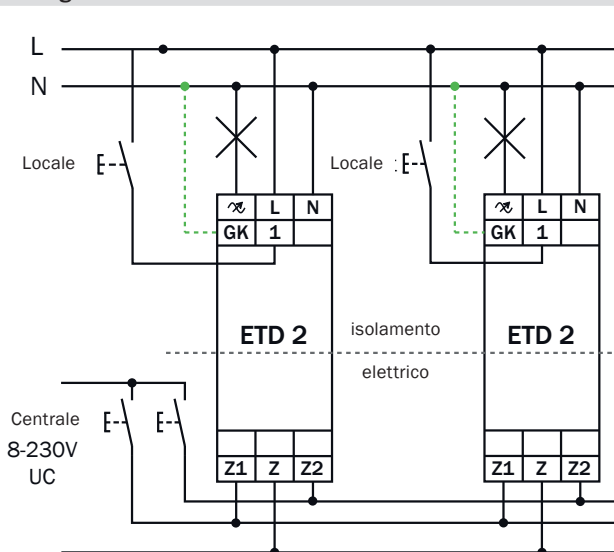 L
N
Locale
Locale
L N
GK 1
L N
GK 1
ETD 2
isolamento
ETD 2
elettrico
Centrale
8-230V
UC
Z1 Z Z2
Z1 Z Z2